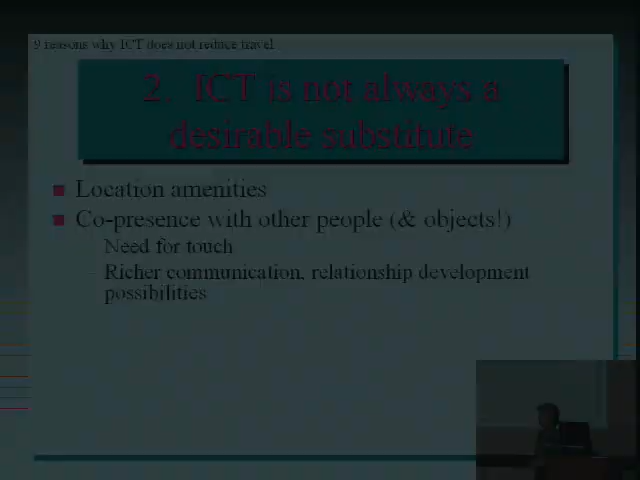 9 reasons why ICT does not reduce travel
2. ICT is not always a
desirable substitute
Location amenities
Co-presence with other people (& objects!)
Need for touch
Richer communication, relationship development
possibilities